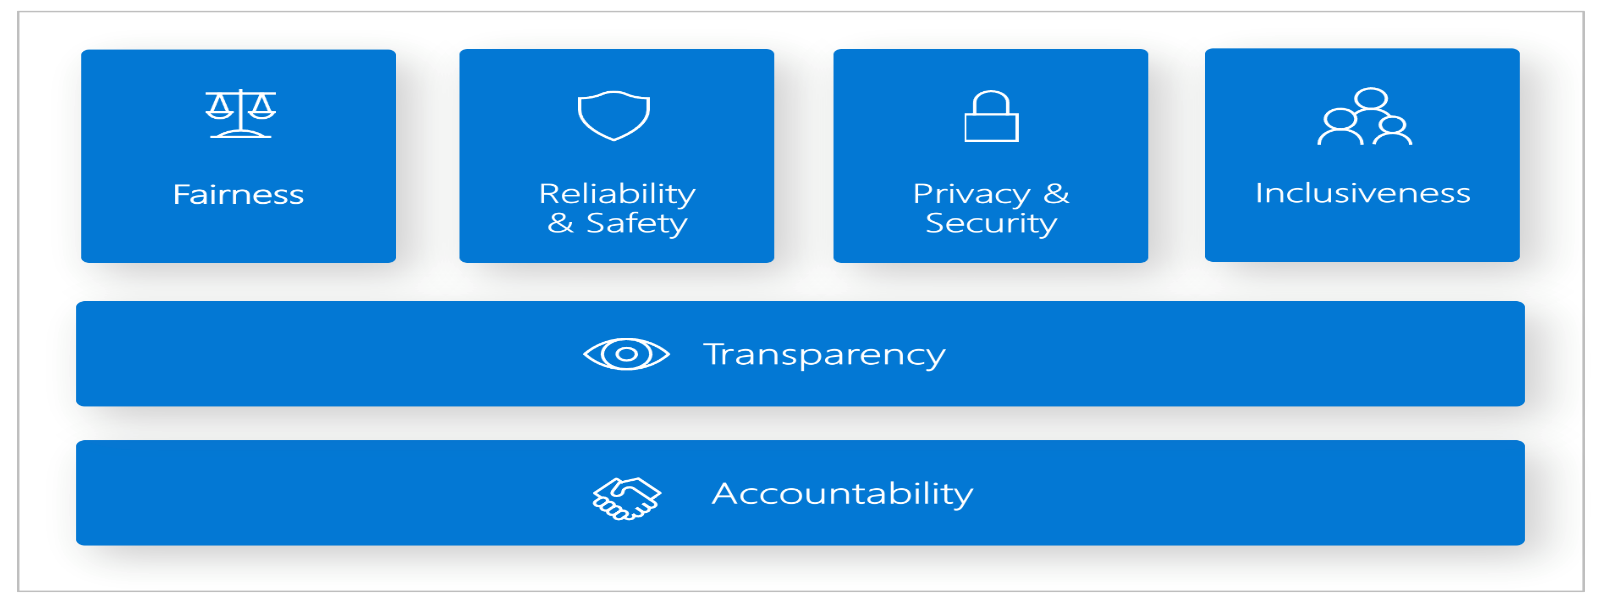 Fairness
Reliability
& Safety
Privacy &
Security
Inclusiveness
Transparency
Accountability